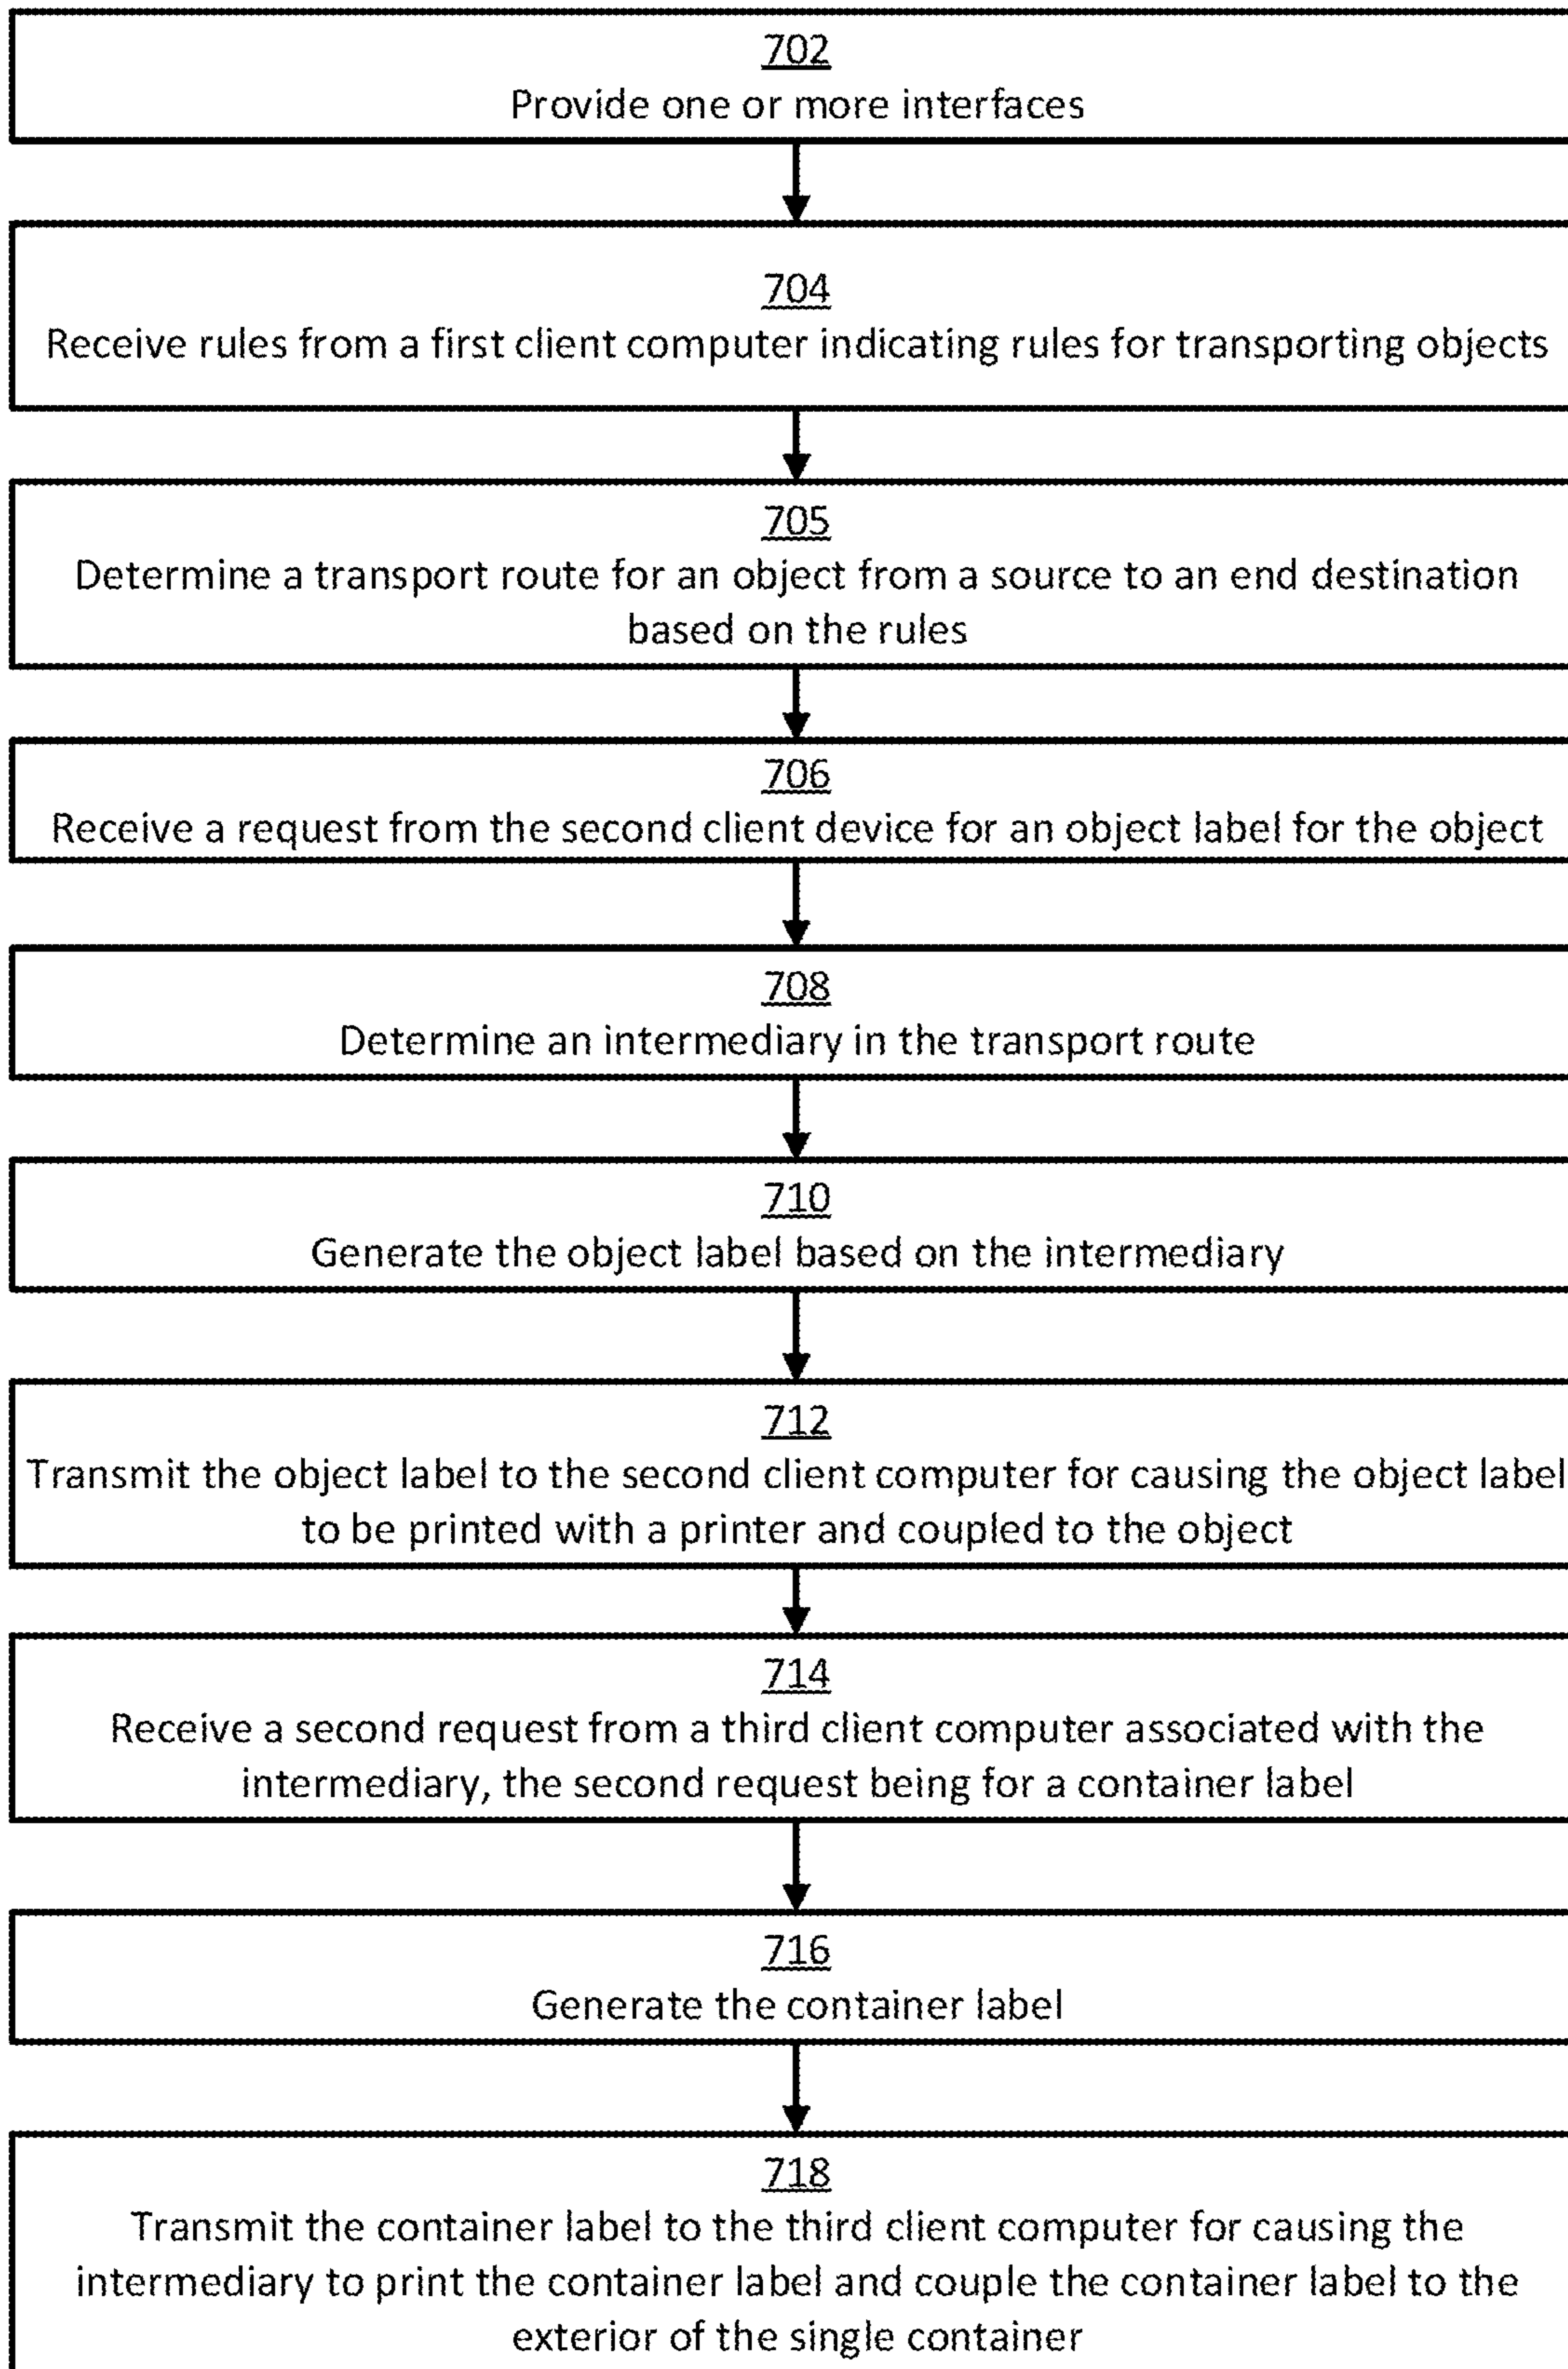 702
Provide one or more interfaces
704
Receive rules from a first client computer indicating rules for transporting objects
705
Determine a transport route for an object from a source to an end destination
based on the rules
706
Receive a request from the second client device for an object label for the object
708
Determine an intermediary in the transport route
710
Generate the object label based on the intermediary
712
Transmit the object label to the second client computer for causing the object label
to be printed with a printer and coupled to the object
714
Receive a second request from a third client computer associated with the
intermediary, the second request being for a container label
716
Generate the container label
718
Transmit the container label to the third client computer for causing the
intermediary to print the container label and couple the container label to the
exterior of the single container